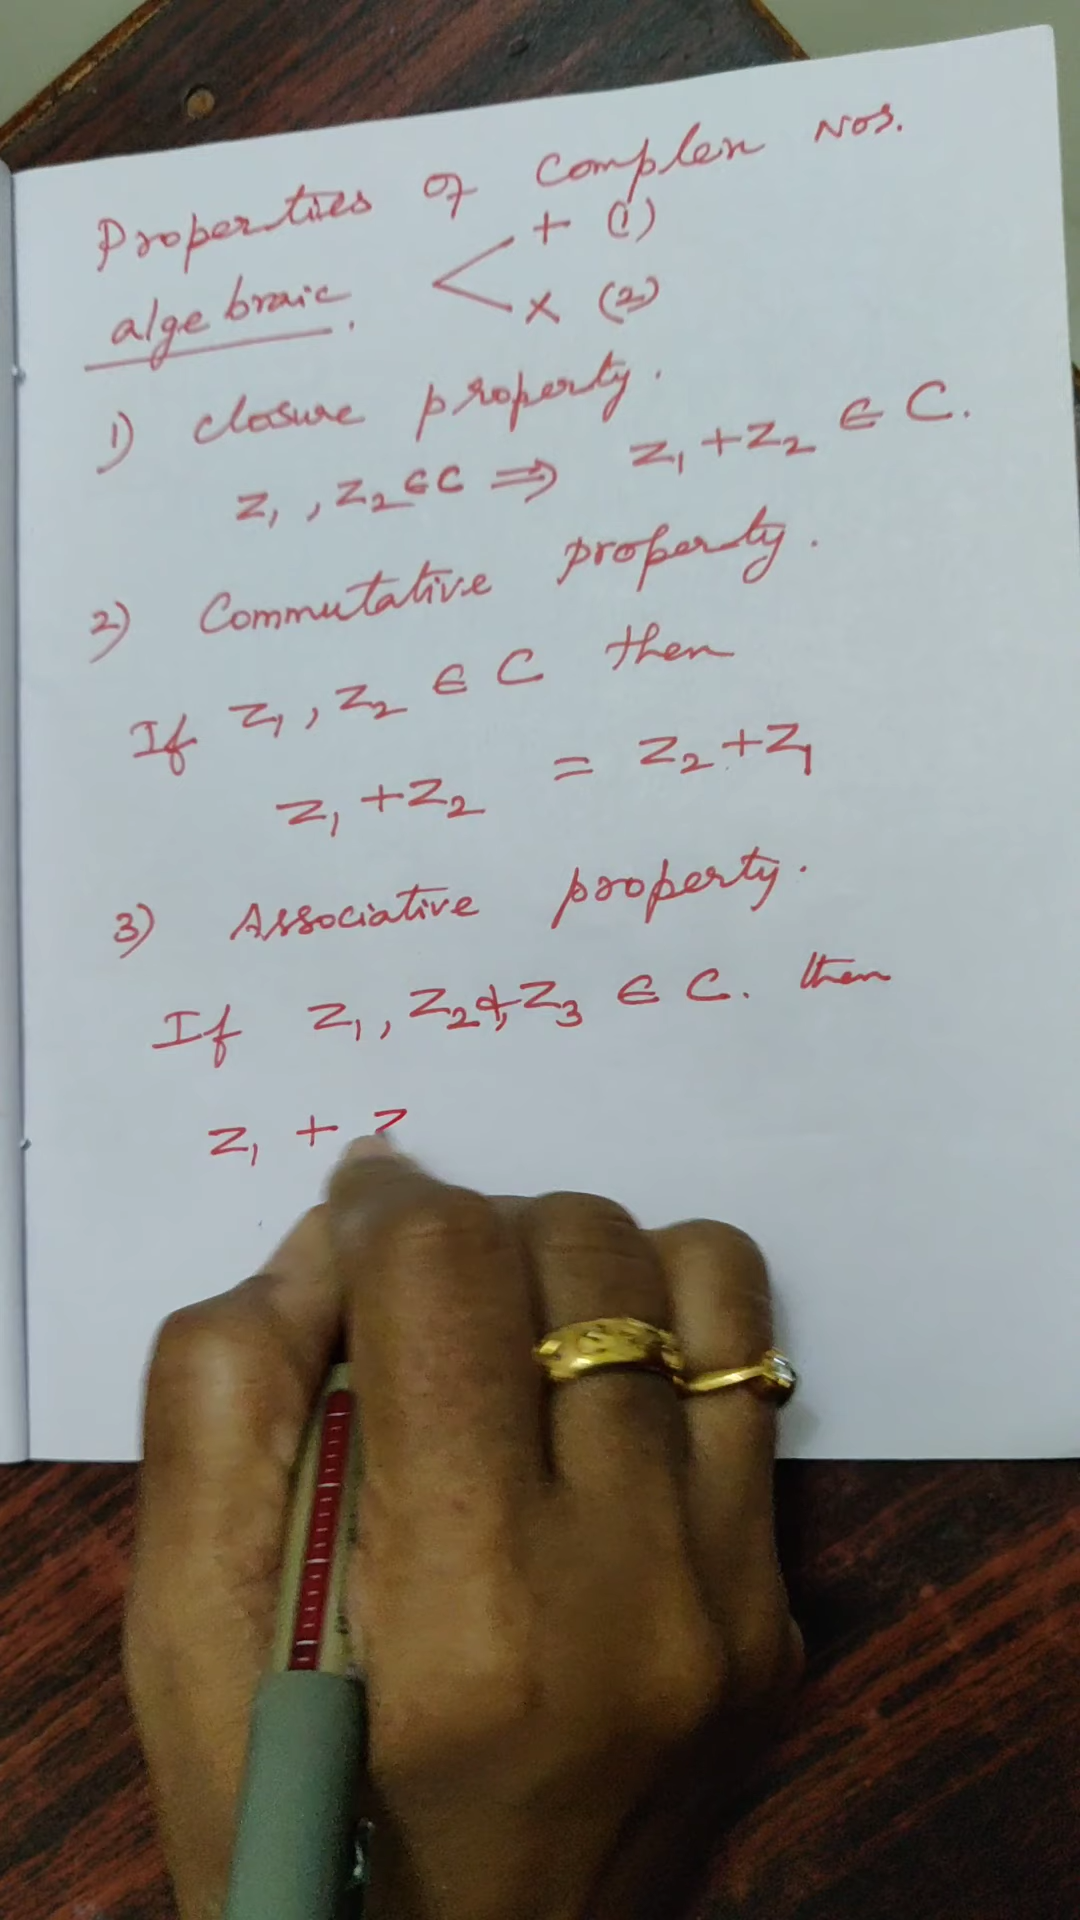 Properties of Complex Nos.
algebraic. + (1)
× (2)
1) closure property.
z₁, z₂ ∈ C ⇒ z₁ + z₂ ∈ C.
2) Commutative property.
If z₁, z₂ ∈ C then
z₁ + z₂ = z₂ + z₁
3) Associative property.
If z₁, z₂ & z₃ ∈ C. then
z₁ + z